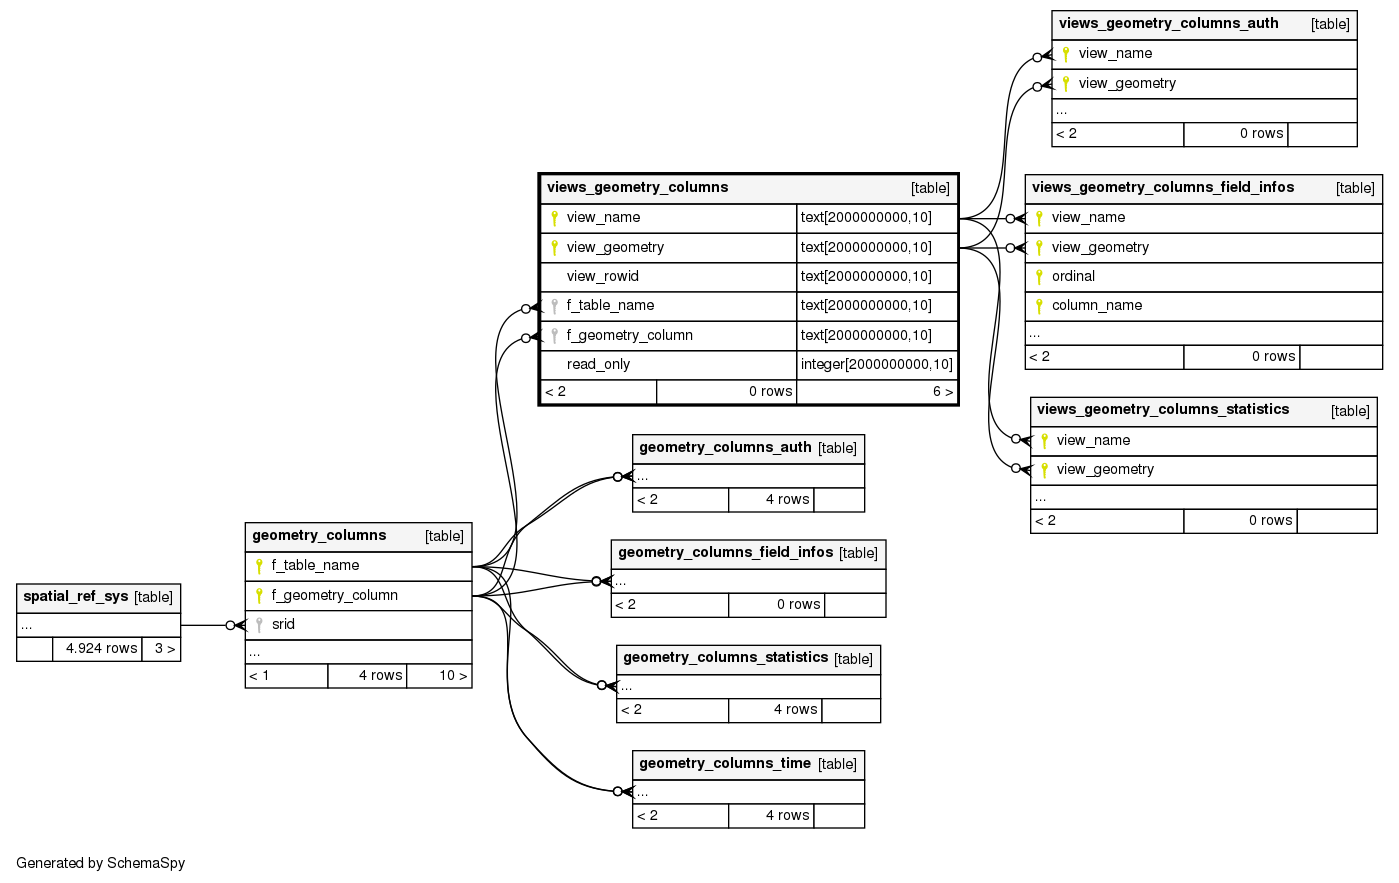 views_geometry_columns_auth [table]
view_name
view_geometry
...
< 2 0 rows
views_geometry_columns [table]
view_name text[2000000000,10]
view_geometry text[2000000000,10]
view_rowid text[2000000000,10]
f_table_name text[2000000000,10]
f_geometry_column text[2000000000,10]
read_only integer[2000000000,10]
< 2 0 rows 6 >
views_geometry_columns_field_infos [table]
view_name
view_geometry
ordinal
column_name
...
< 2 0 rows
views_geometry_columns_statistics [table]
view_name
view_geometry
...
< 2 0 rows
geometry_columns_auth [table]
...
< 2 4 rows
geometry_columns [table]
f_table_name
f_geometry_column
srid
...
< 1 4 rows 10 >
geometry_columns_field_infos [table]
...
< 2 0 rows
spatial_ref_sys [table]
...
4.924 rows 3 >
geometry_columns_statistics [table]
...
< 2 4 rows
geometry_columns_time [table]
...
< 2 4 rows
Generated by SchemaSpy